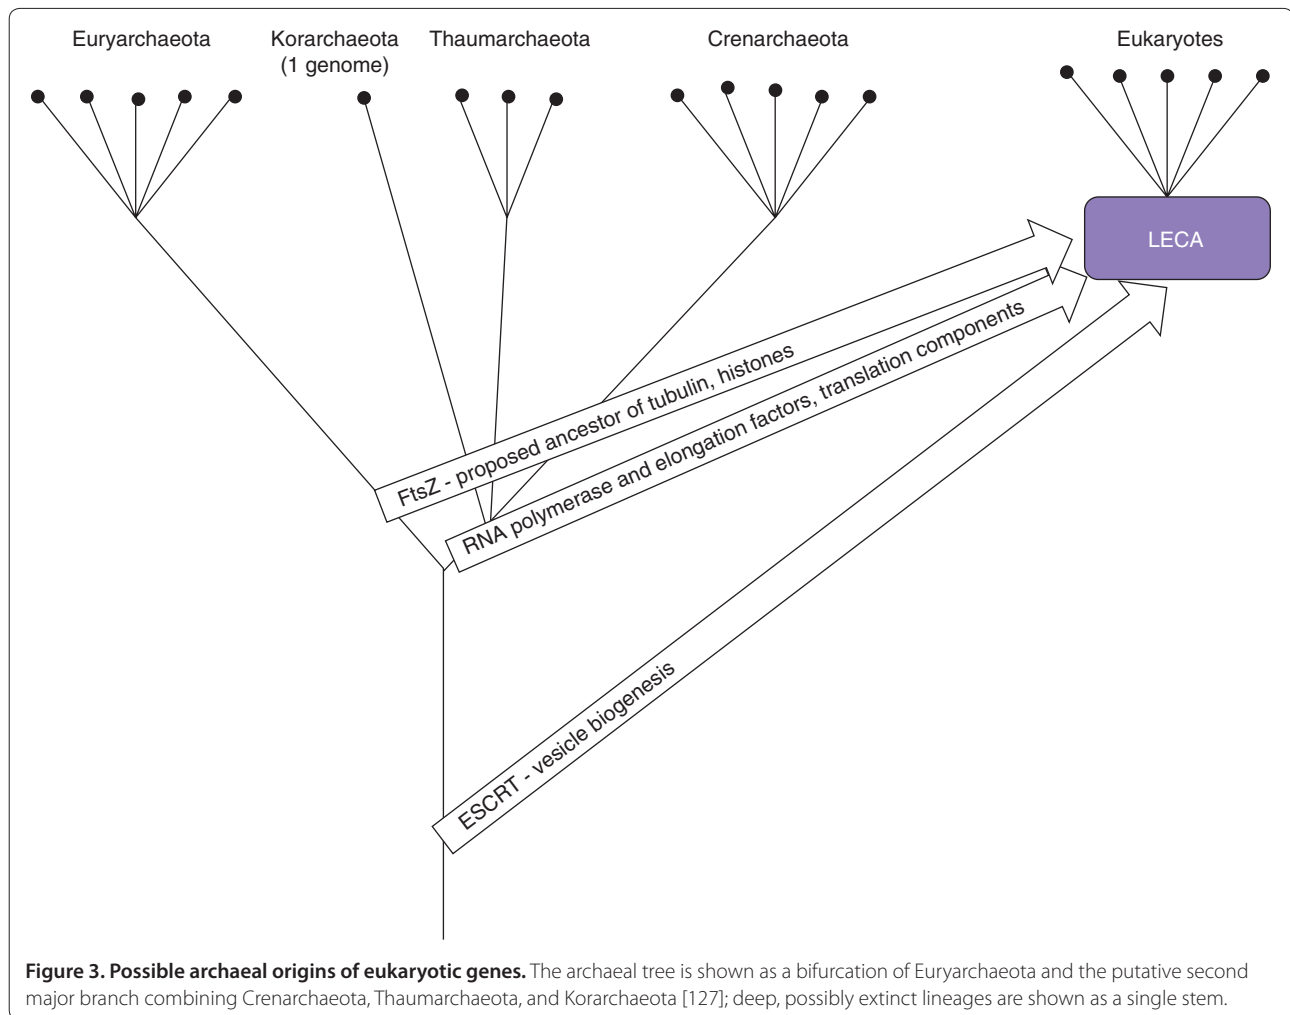 Euryarchaeota
Korarchaeota
(1 genome)
Thaumarchaeota
Crenarchaeota
Eukaryotes
LECA
FtsZ - proposed ancestor of tubulin, histones
RNA polymerase and elongation factors, translation components
ESCRT - vesicle biogenesis
Figure 3. Possible archaeal origins of eukaryotic genes. The archaeal tree is shown as a bifurcation of Euryarchaeota and the putative second
major branch combining Crenarchaeota, Thaumarchaeota, and Korarchaeota [127]; deep, possibly extinct lineages are shown as a single stem.